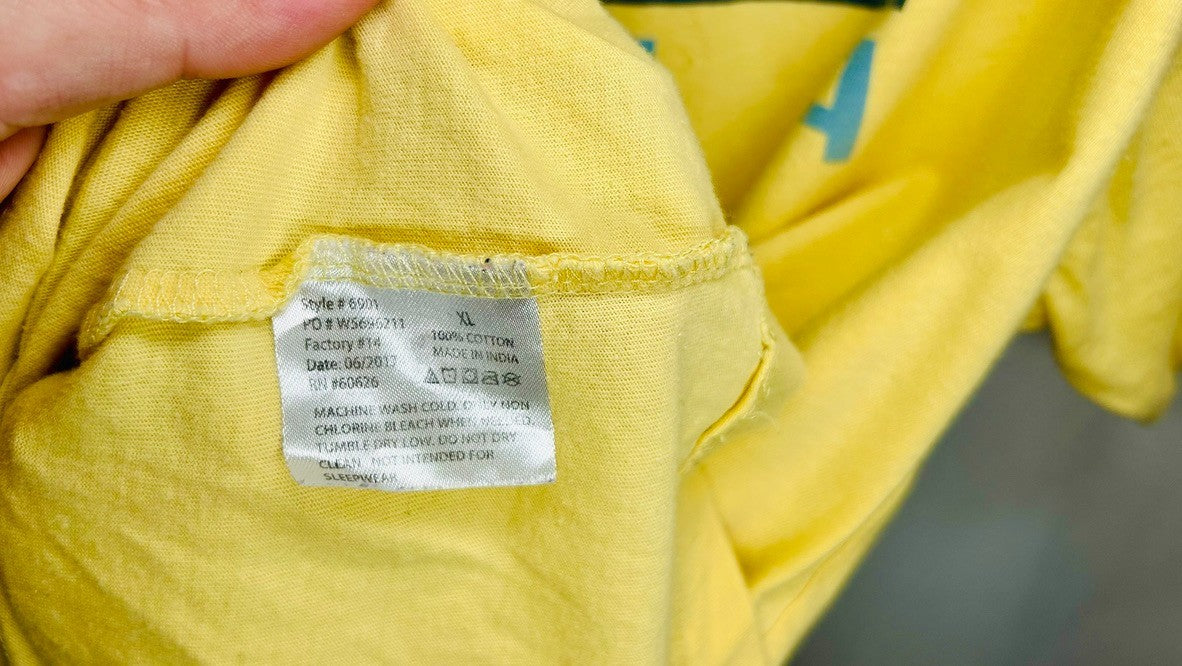 Style # 6901
PO # W5696211
Factory #14
Date: 06/2017
RN #60626
XL
100% COTTON
MADE IN INDIA
MACHINE WASH COLD. ONLY NON
CHLORINE BLEACH WHEN NEEDED.
TUMBLE DRY LOW. DO NOT DRY
CLEAN. NOT INTENDED FOR
SLEEPWEAR